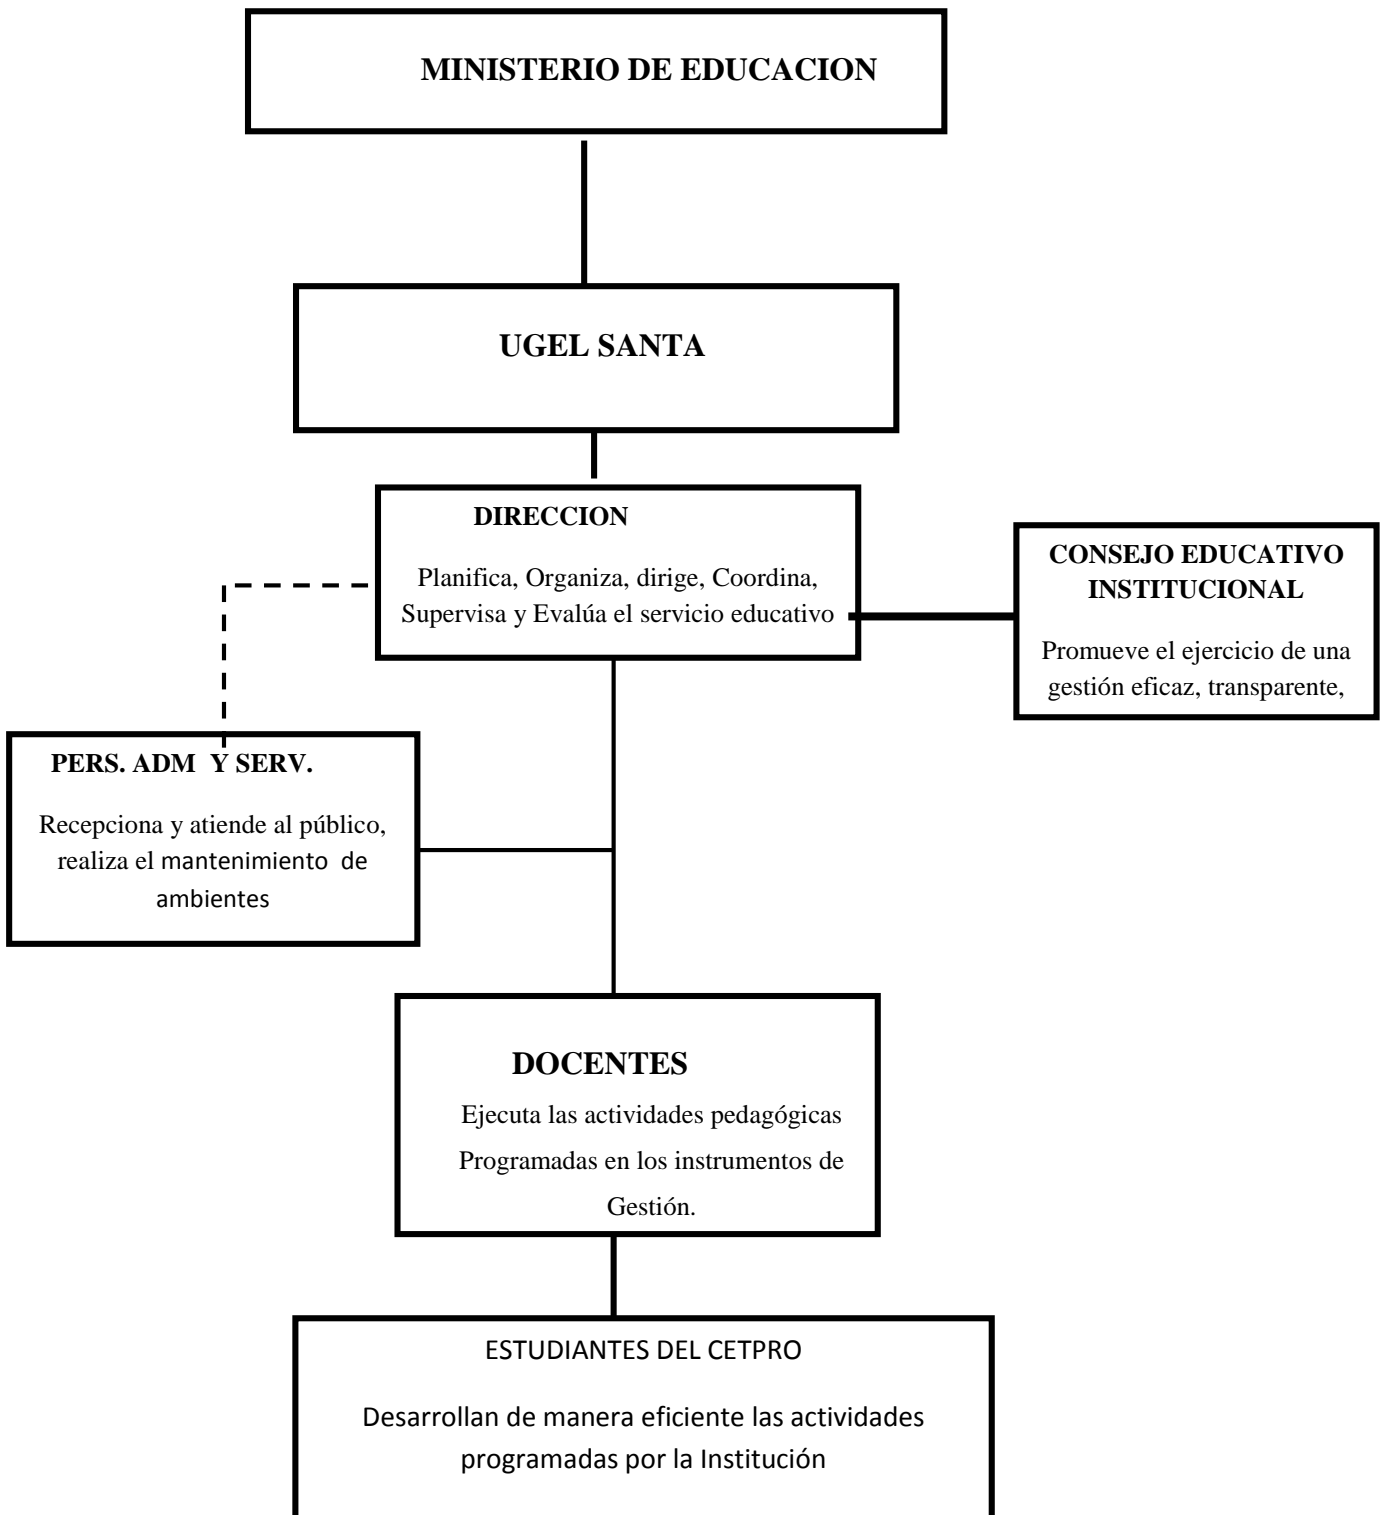 MINISTERIO DE EDUCACION
UGEL SANTA
DIRECCION
Planifica, Organiza, dirige, Coordina,
Supervisa y Evalúa el servicio educativo
CONSEJO EDUCATIVO
INSTITUCIONAL
Promueve el ejercicio de una
gestión eficaz, transparente,
PERS. ADM Y SERV.
Recepciona y atiende al público,
realiza el mantenimiento de
ambientes
DOCENTES
Ejecuta las actividades pedagógicas
Programadas en los instrumentos de
Gestión.
ESTUDIANTES DEL CETPRO
Desarrollan de manera eficiente las actividades
programadas por la Institución